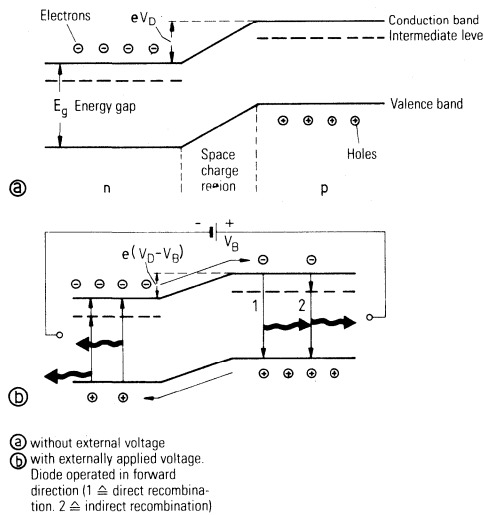 Electrons
eV_D
Conduction band
Intermediate leve
E_g Energy gap
Valence band
Holes
Space
charge
region
ⓐ n p
- +
V_B
e(V_D-V_B)
1 2
ⓑ
ⓐ without external voltage
ⓑ with externally applied voltage.
Diode operated in forward
direction (1 ≙ direct recombina-
tion. 2 ≙ indirect recombination)